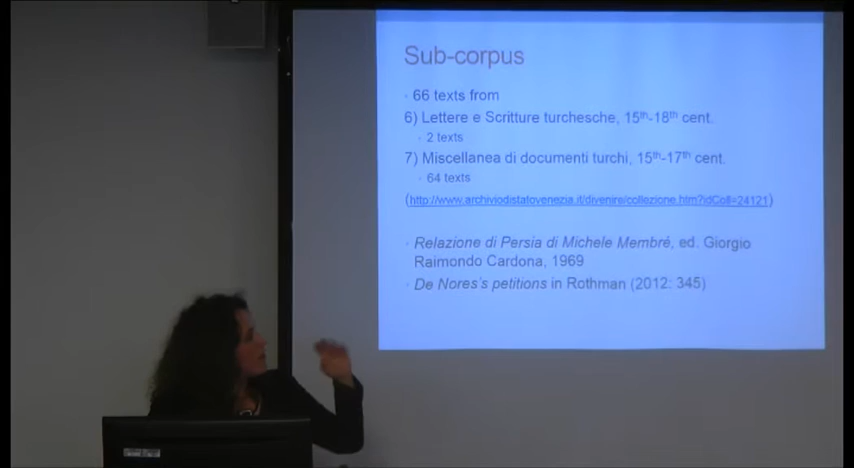 Sub-corpus
· 66 texts from
6) Lettere e Scritture turchesche, 15th-18th cent.
· 2 texts
7) Miscellanea di documenti turchi, 15th-17th cent.
· 64 texts
(http://www.archiviodistatovenezia.it/divenire/collezione.htm?idColl=24121)
· Relazione di Persia di Michele Membré, ed. Giorgio
Raimondo Cardona, 1969
· De Nores's petitions in Rothman (2012: 345)